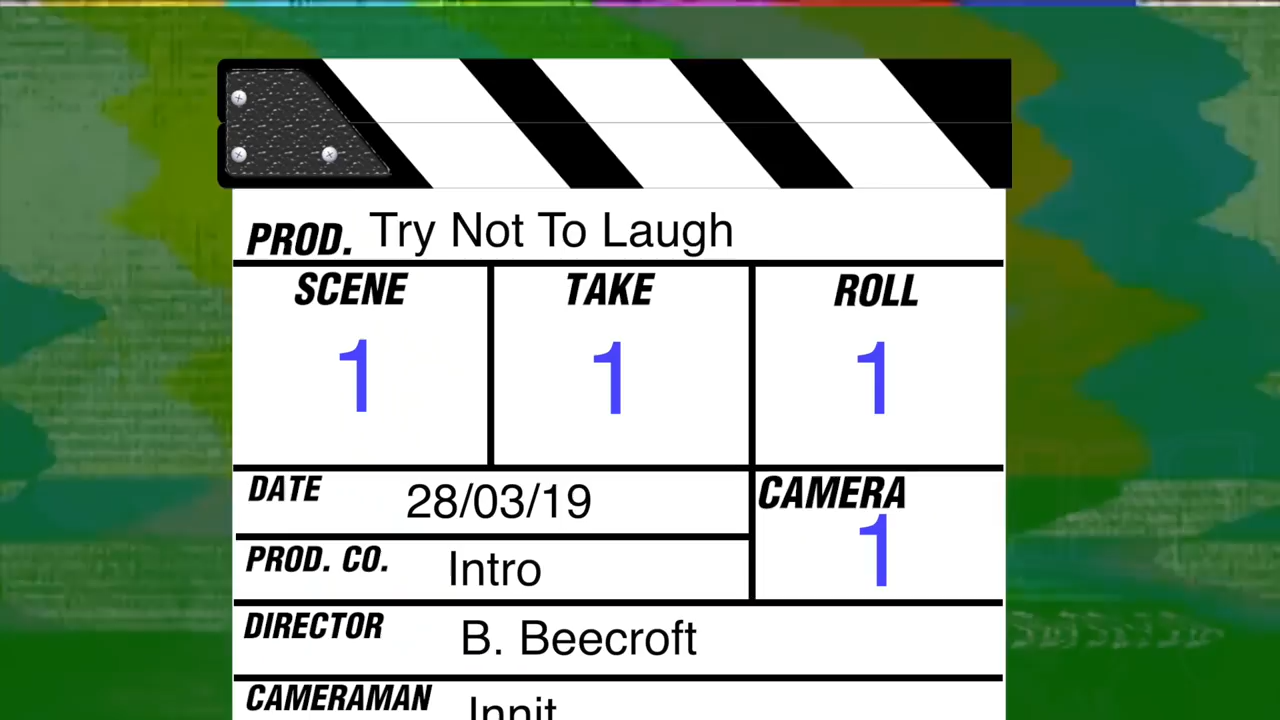 PROD. Try Not To Laugh
SCENE TAKE ROLL
1 1 1
DATE 28/03/19 CAMERA
1
PROD. CO. Intro
DIRECTOR B. Beecroft
CAMERAMAN Innit